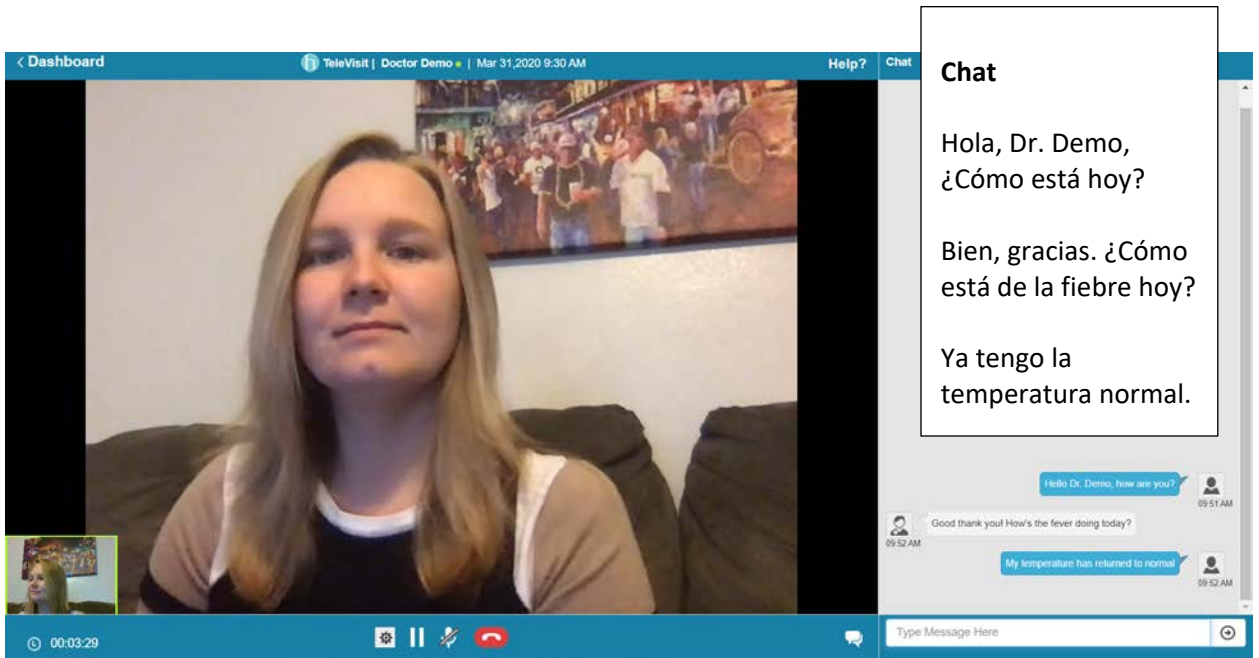 < Dashboard
h TeleVisit | Doctor Demo | Mar 31,2020 9:30 AM
Help?
Chat
Chat
Hola, Dr. Demo,
¿Cómo está hoy?
Bien, gracias. ¿Cómo
está de la fiebre hoy?
Ya tengo la
temperatura normal.
Hello Dr. Demo, how are you?
09:51 AM
Good thank you! How's the fever doing today?
09:52 AM
My temperature has returned to normal
09:52 AM
00:03:29
Type Message Here